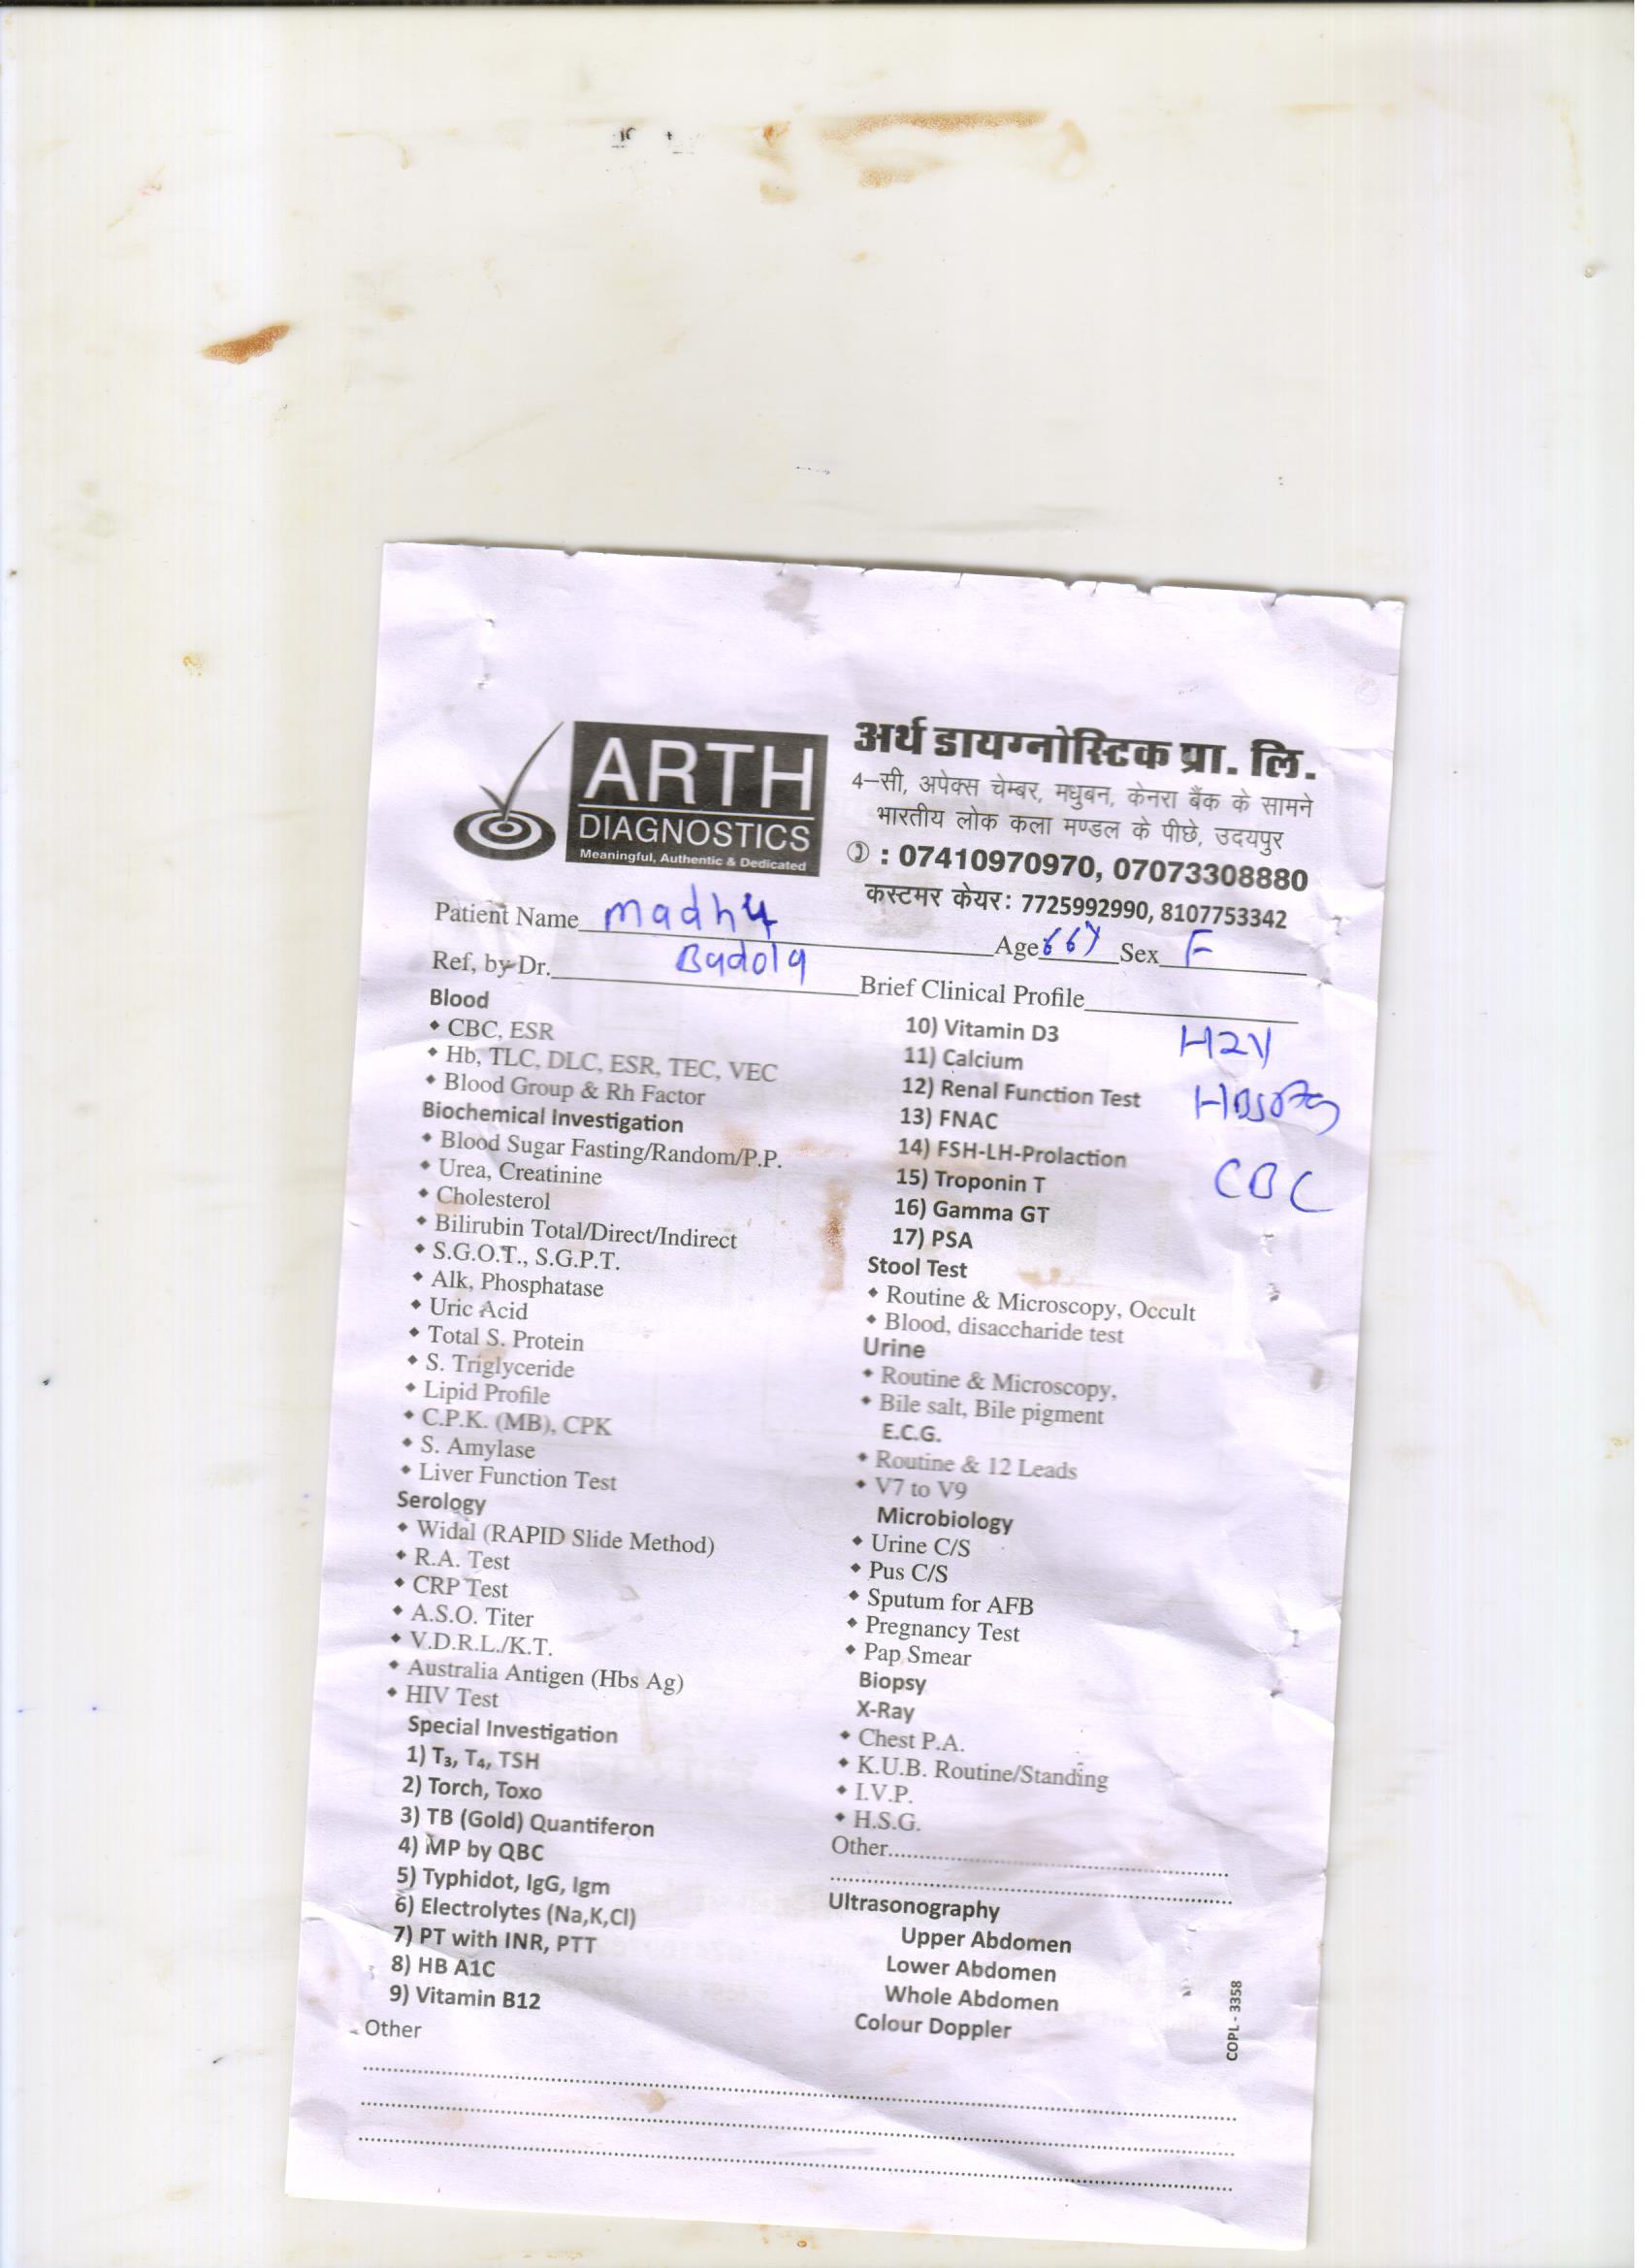 ARTH
DIAGNOSTICS
Meaningful, Authentic & Dedicated
अर्थ डायग्नोस्टिक प्रा. लि.
4–सी, अपेक्स चेम्बर, मधुबन, केनरा बैंक के सामने
भारतीय लोक कला मण्डल के पीछे, उदयपुर
: 07410970970, 07073308880
कस्टमर केयर: 7725992990, 8107753342
Patient Name madhu Age 66Y Sex F
Ref, by Dr. Badola Brief Clinical Profile
Blood
• CBC, ESR
• Hb, TLC, DLC, ESR, TEC, VEC
• Blood Group & Rh Factor
Biochemical Investigation
• Blood Sugar Fasting/Random/P.P.
• Urea, Creatinine
• Cholesterol
• Bilirubin Total/Direct/Indirect
• S.G.O.T., S.G.P.T.
• Alk, Phosphatase
• Uric Acid
• Total S. Protein
• S. Triglyceride
• Lipid Profile
• C.P.K. (MB), CPK
• S. Amylase
• Liver Function Test
Serology
• Widal (RAPID Slide Method)
• R.A. Test
• CRP Test
• A.S.O. Titer
• V.D.R.L./K.T.
• Australia Antigen (Hbs Ag)
• HIV Test
Special Investigation
1) T3, T4, TSH
2) Torch, Toxo
3) TB (Gold) Quantiferon
4) MP by QBC
5) Typhidot, IgG, Igm
6) Electrolytes (Na,K,Cl)
7) PT with INR, PTT
8) HB A1C
9) Vitamin B12
Other
10) Vitamin D3
11) Calcium
12) Renal Function Test
13) FNAC
14) FSH-LH-Prolaction
15) Troponin T
16) Gamma GT
17) PSA
Stool Test
• Routine & Microscopy, Occult
• Blood, disaccharide test
Urine
• Routine & Microscopy,
• Bile salt, Bile pigment
E.C.G.
• Routine & 12 Leads
• V7 to V9
Microbiology
• Urine C/S
• Pus C/S
• Sputum for AFB
• Pregnancy Test
• Pap Smear
Biopsy
X-Ray
• Chest P.A.
• K.U.B. Routine/Standing
• I.V.P.
• H.S.G.
Other
Ultrasonography
Upper Abdomen
Lower Abdomen
Whole Abdomen
Colour Doppler
CBC
COPL - 3358